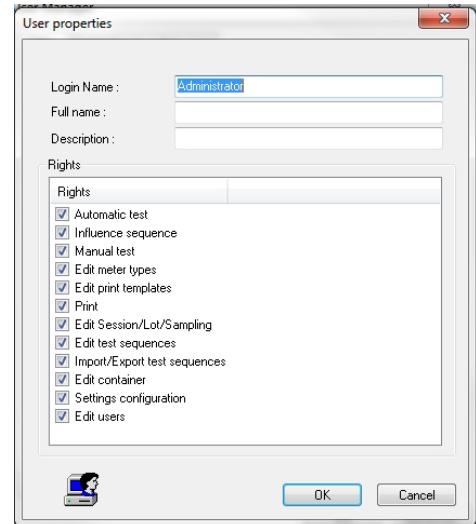 User Manager
User properties
Login Name :
Administrator
Full name :
Description :
Rights
Rights
Automatic test
Influence sequence
Manual test
Edit meter types
Edit print templates
Print
Edit Session/Lot/Sampling
Edit test sequences
Import/Export test sequences
Edit container
Settings configuration
Edit users
OK
Cancel